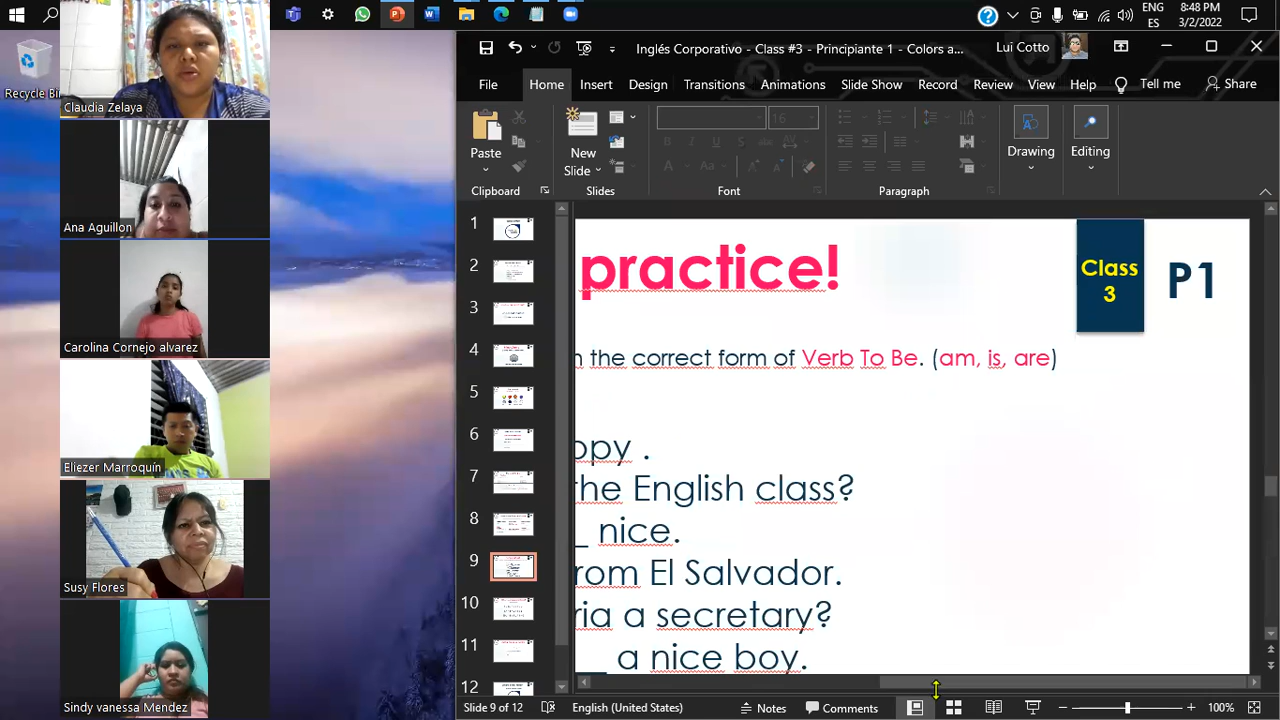 Recycle Bin
Claudia Zelaya
Ana Aguillon
Carolina Cornejo alvarez
Eliezer Marroquín
Susy Flores
Sindy vanessa Mendez
ENG
ES
8:48 PM
3/2/2022
Inglés Corporativo - Class #3 - Principiante 1 - Colors a...
Lui Cotto
File Home Insert Design Transitions Animations Slide Show Record Review View Help Tell me Share
Paste
New
Slide
16
Drawing
Editing
Clipboard
Slides
Font
Paragraph
1
2
3
4
5
6
7
8
9
10
11
12
practice!
Class
3
P1
the correct form of Verb To Be. (am, is, are)
ppy .
the English class?
_ nice.
rom El Salvador.
ria a secretary?
__ a nice boy.
Slide 9 of 12
English (United States)
Notes
Comments
100%